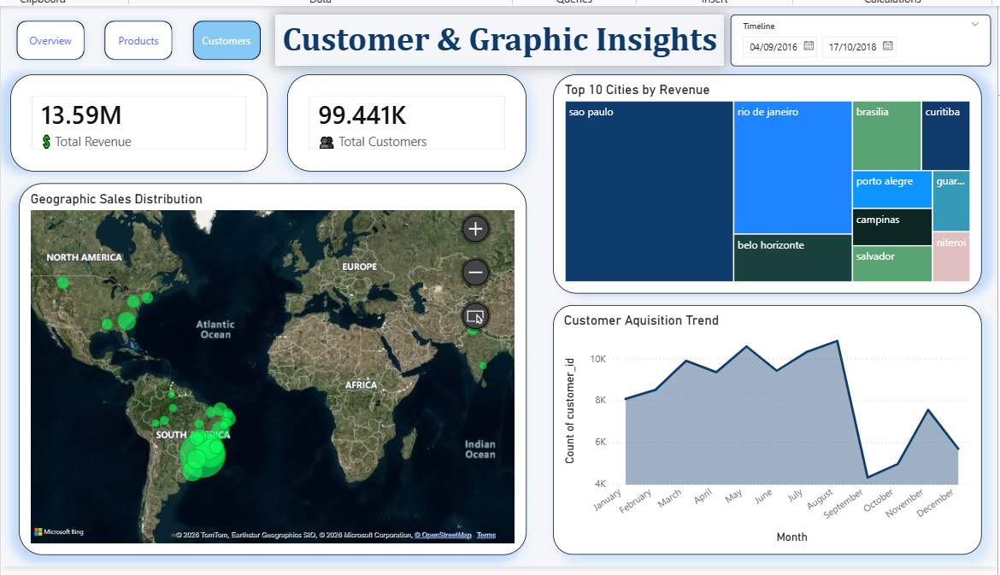 Clipboard
Data
Queries
Insert
Calculations
Overview
Products
Customers
Customer & Graphic Insights
Timeline
04/09/2016
17/10/2018
13.59M
Total Revenue
99.441K
Total Customers
Top 10 Cities by Revenue
sao paulo
rio de janeiro
brasilia
curitiba
porto alegre
guar...
campinas
belo horizonte
salvador
niteroi
Geographic Sales Distribution
NORTH AMERICA
EUROPE
Atlantic
Ocean
AFRICA
SOUTH AMERICA
Indian
Ocean
Microsoft Bing
© 2026 TomTom, Earthstar Geographics SIO, © 2026 Microsoft Corporation, © OpenStreetMap Terms
Customer Aquisition Trend
Count of customer_id
10K
8K
6K
4K
January
February
March
April
May
June
July
August
September
October
November
December
Month